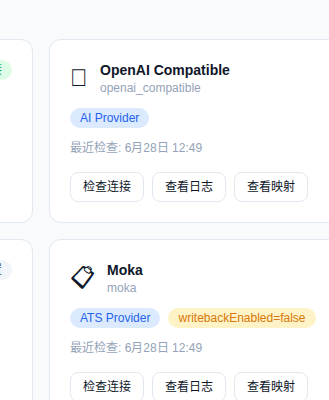 OpenAI Compatible
openai_compatible
AI Provider
最近检查: 6月28日 12:49
检查连接 查看日志 查看映射
Moka
moka
ATS Provider writebackEnabled=false
最近检查: 6月28日 12:49
检查连接 查看日志 查看映射